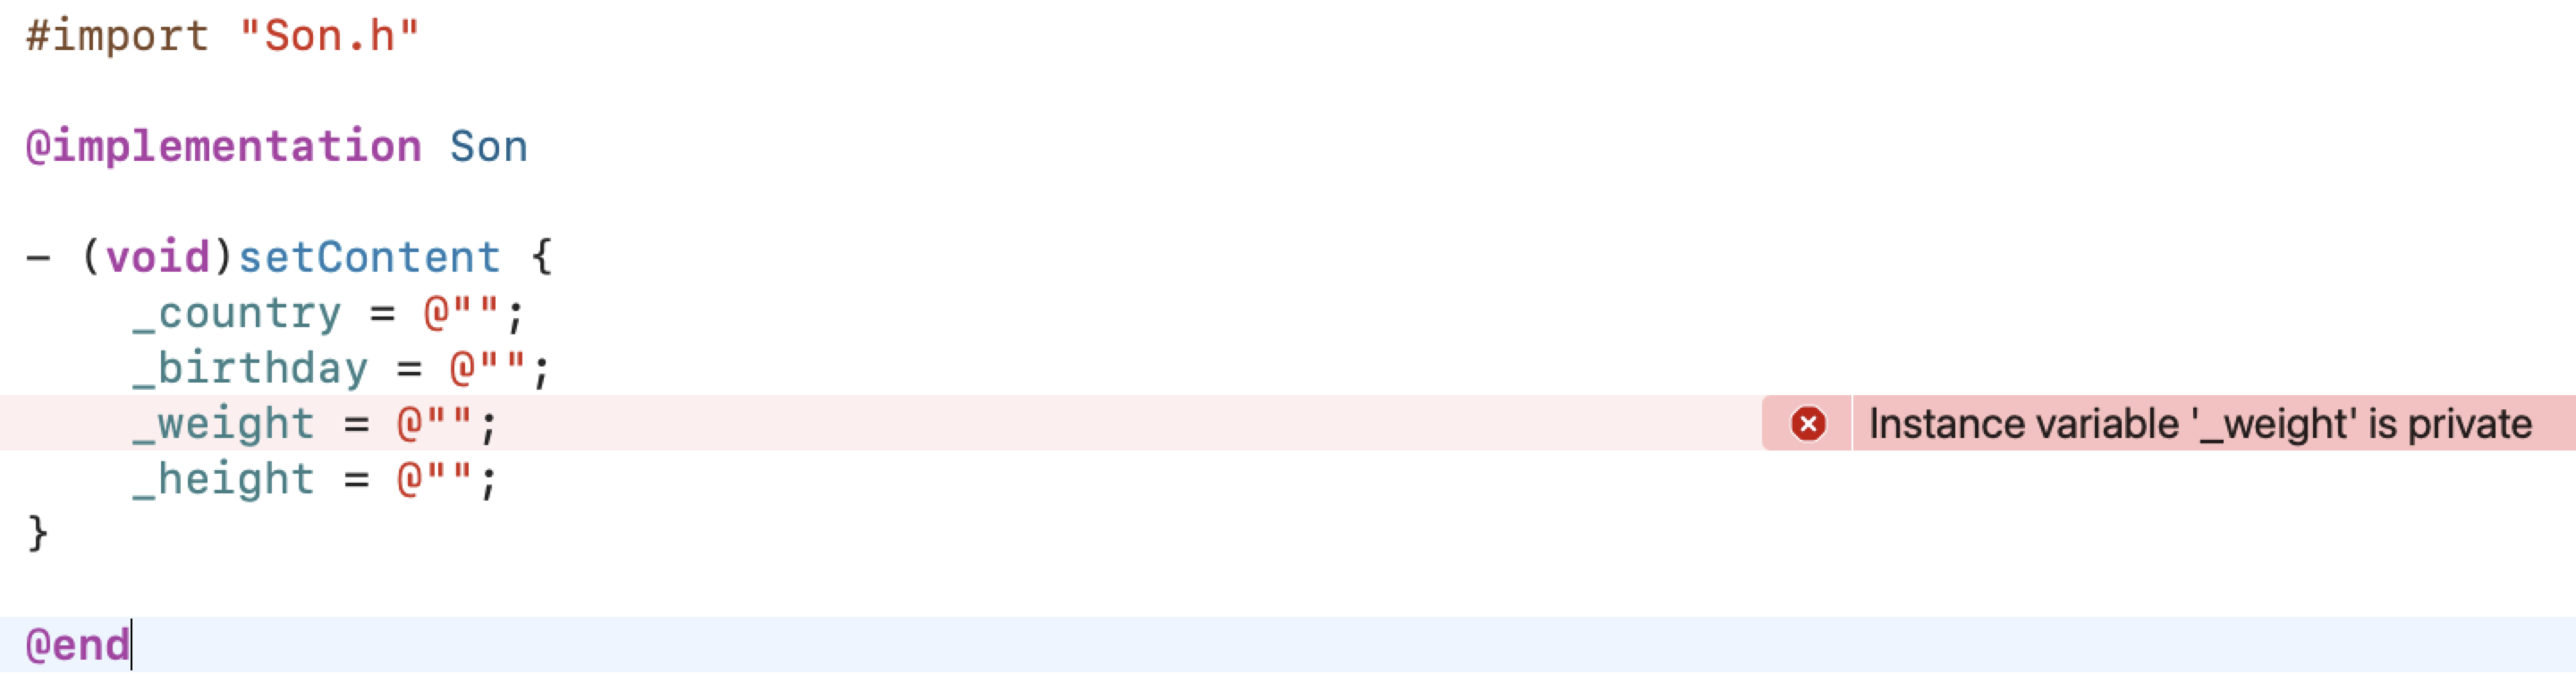 #import "Son.h"
@implementation Son
- (void)setContent {
_country = @"";
_birthday = @"";
_weight = @""; Instance variable '_weight' is private
_height = @"";
}
@end